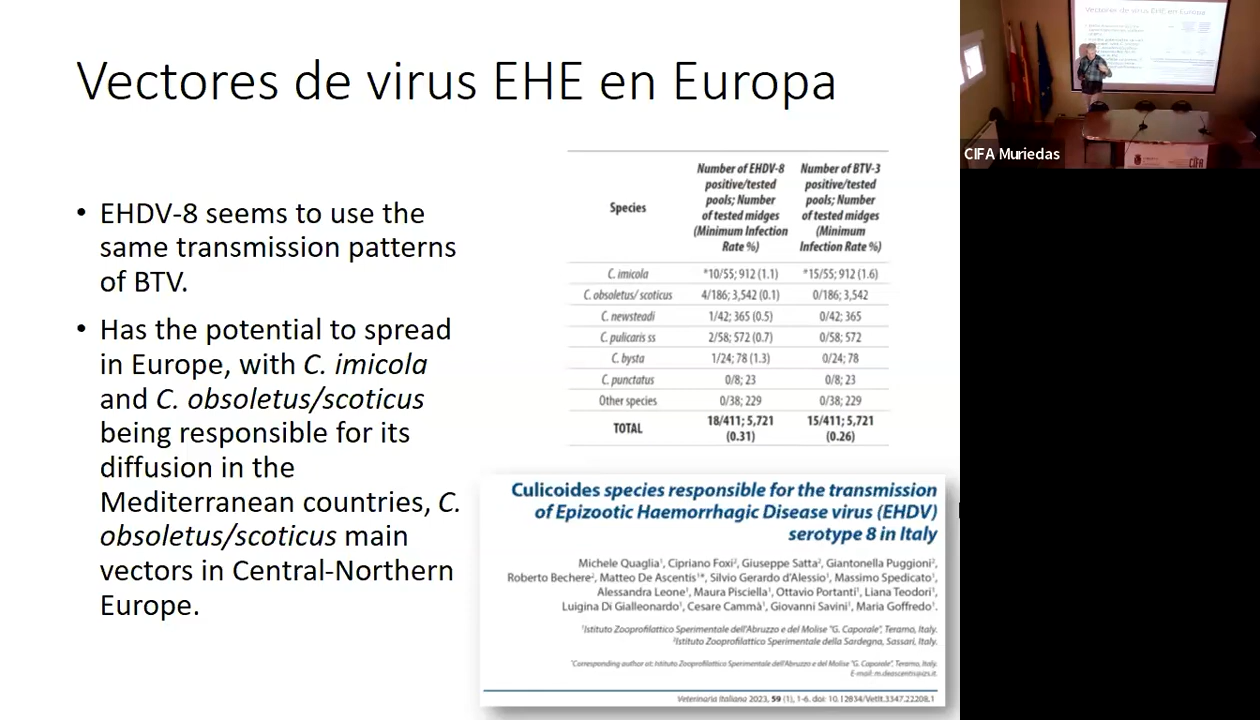 Vectores de virus EHE en Europa
• EHDV-8 seems to use the
same transmission patterns
of BTV.
• Has the potential to spread
in Europe, with C. imicola
and C. obsoletus/scoticus
being responsible for its
diffusion in the
Mediterranean countries, C.
obsoletus/scoticus main
vectors in Central-Northern
Europe.
Species
Number of EHDV-8
positive/tested
pools; Number
of tested midges
(Minimum Infection
Rate %)
Number of BTV-3
positive/tested
pools; Number
of tested midges
(Minimum
Infection Rate %)
C. imicola *10/55; 912 (1.1) *15/55; 912 (1.6)
C. obsoletus/ scoticus 4/186; 3,542 (0.1) 0/186; 3,542
C. newsteadi 1/42; 365 (0.5) 0/42; 365
C. pulicaris ss 2/58; 572 (0.7) 0/58; 572
C. bysta 1/24; 78 (1.3) 0/24; 78
C. punctatus 0/8; 23 0/8; 23
Other species 0/38; 229 0/38; 229
TOTAL 18/411; 5,721 (0.31) 15/411; 5,721 (0.26)
Culicoides species responsible for the transmission
of Epizootic Haemorrhagic Disease virus (EHDV)
serotype 8 in Italy
Michele Quaglia¹, Cipriano Foxi², Giuseppe Satta², Giantonella Puggioni²,
Roberto Bechere², Matteo De Ascentis¹*, Silvio Gerardo d'Alessio¹, Massimo Spedicato¹,
Alessandra Leone¹, Maura Pisciella¹, Ottavio Portanti¹, Liana Teodori¹,
Luigina Di Gialleonardo¹, Cesare Cammà¹, Giovanni Savini¹, Maria Goffredo¹.
¹Istituto Zooprofilattico Sperimentale dell'Abruzzo e del Molise "G. Caporale", Teramo, Italy.
²Istituto Zooprofilattico Sperimentale della Sardegna, Sassari, Italy.
*Corresponding author at: Istituto Zooprofilattico Sperimentale dell'Abruzzo e del Molise "G. Caporale", Teramo, Italy.
E-mail: m.deascentis@izs.it.
Veterinaria Italiana 2023, 59 (1), 1-6. doi: 10.12834/VetIt.3347.22208.1
Vectores de virus EHE en Europa
CIFA Muriedas
CIFA